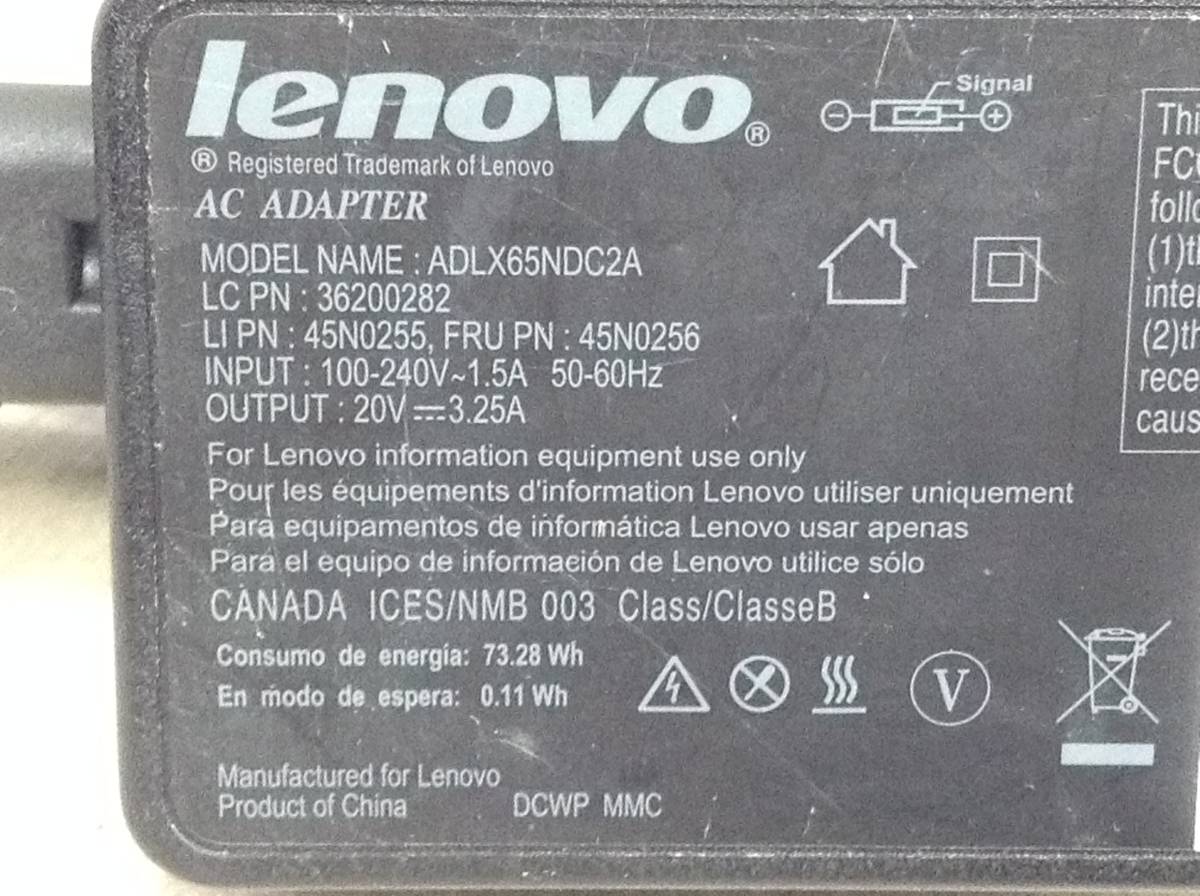 lenovo®
Signal
® Registered Trademark of Lenovo
AC ADAPTER
MODEL NAME : ADLX65NDC2A
LC PN : 36200282
LI PN : 45N0255, FRU PN : 45N0256
INPUT : 100-240V~1.5A 50-60Hz
OUTPUT : 20V⎓3.25A
For Lenovo information equipment use only
Pour les équipements d'information Lenovo utiliser uniquement
Para equipamentos de informática Lenovo usar apenas
Para el equipo de información de Lenovo utilice sólo
CANADA ICES/NMB 003 Class/ClasseB
Consumo de energía: 73.28 Wh
En modo de espera: 0.11 Wh
V
Manufactured for Lenovo
Product of China DCWP MMC
(1)t
(2)th